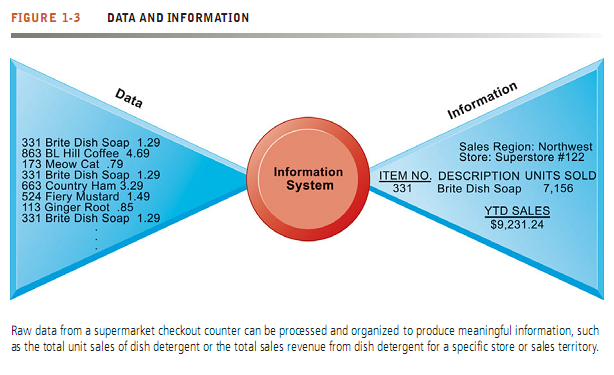 FIGURE 1-3 DATA AND INFORMATION
Data
331 Brite Dish Soap 1.29
863 BL Hill Coffee 4.69
173 Meow Cat .79
331 Brite Dish Soap 1.29
663 Country Ham 3.29
524 Fiery Mustard 1.49
113 Ginger Root .85
331 Brite Dish Soap 1.29
.
.
.
Information
System
Information
Sales Region: Northwest
Store: Superstore #122
ITEM NO. DESCRIPTION UNITS SOLD
331 Brite Dish Soap 7,156
YTD SALES
$9,231.24
Raw data from a supermarket checkout counter can be processed and organized to produce meaningful information, such
as the total unit sales of dish detergent or the total sales revenue from dish detergent for a specific store or sales territory.